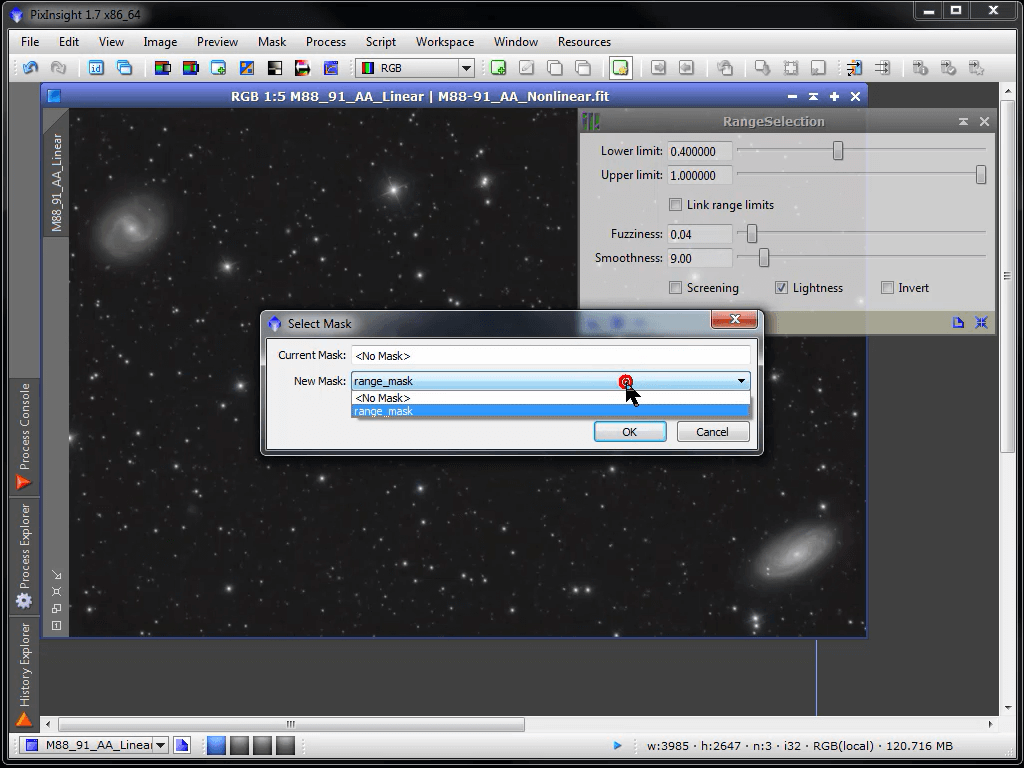 PixInsight 1.7 x86_64
File Edit View Image Preview Mask Process Script Workspace Window Resources
id RGB
RGB 1:5 M88_91_AA_Linear | M88-91_AA_Nonlinear.fit
M88_91_AA_Linear
RangeSelection
Lower limit: 0.400000
Upper limit: 1.000000
Link range limits
Fuzziness: 0.04
Smoothness: 9.00
Screening Lightness Invert
Select Mask
Current Mask: <No Mask>
New Mask: range_mask
<No Mask>
range_mask
OK Cancel
Process Console
Process Explorer
History Explorer
M88_91_AA_Linear
w:3985 · h:2647 · n:3 · i32 · RGB(local) · 120.716 MB